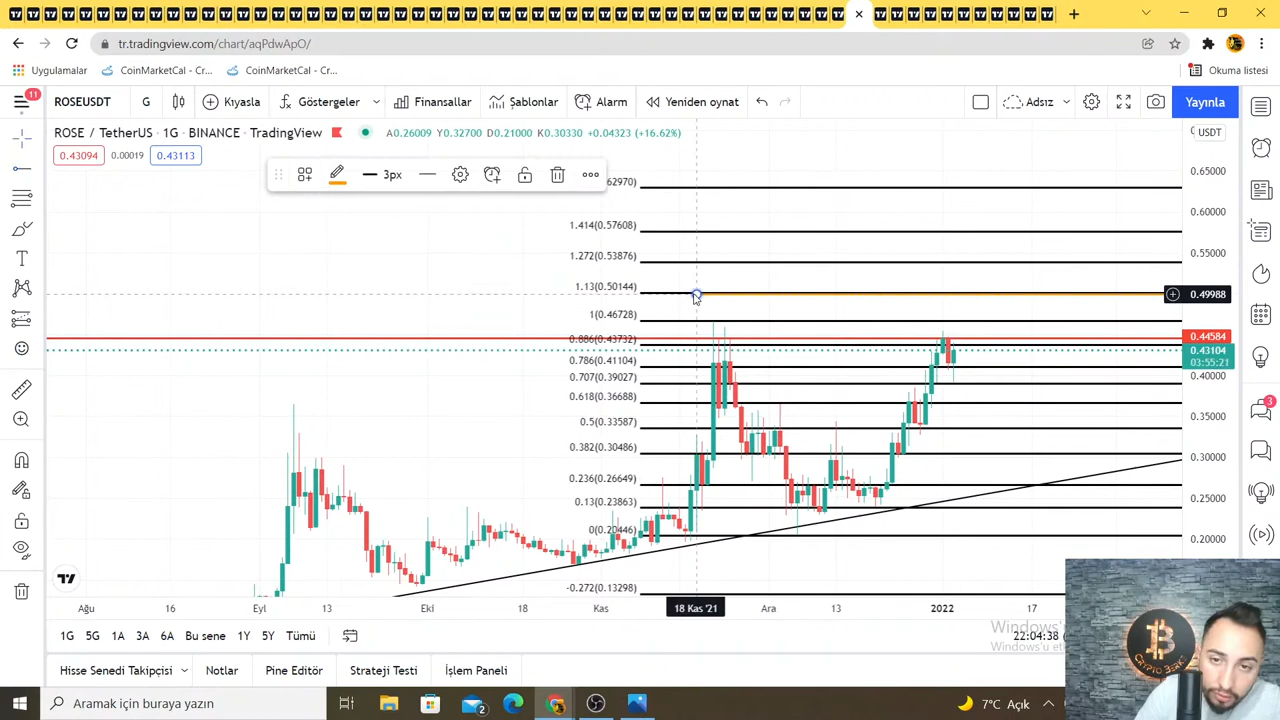 tr.tradingview.com/chart/aqPdwApO/
Uygulamalar
CoinMarketCal - Cr...
CoinMarketCal - Cr...
Okuma listesi
11
ROSEUSDT
G
Kıyasla
Göstergeler
Finansallar
Şablonlar
Alarm
Yeniden oynat
Adsız
Yayınla
ROSE / TetherUS · 1G · BINANCE · TradingView
A0.26009 Y0.32700 D0.21000 K0.30330 +0.04323 (+16.62%)
USDT
0.43094
0.00019
0.43113
3px
0.65000
0.60000
0.55000
0.49988
0.44584
0.43104
03:55:21
0.40000
0.35000
0.30000
0.25000
0.20000
1.414(0.57608)
1.272(0.53876)
1.13(0.50144)
1(0.46728)
0.886(0.43732)
0.786(0.41104)
0.707(0.39027)
0.618(0.36688)
0.5(0.33587)
0.382(0.30486)
0.236(0.26649)
0.13(0.23863)
0(0.20446)
-0.272(0.13298)
3
Ağu
16
Eyl
13
Eki
18
Kas
18 Kas '21
Ara
13
2022
17
1G
5G
1A
3A
6A
Bu sene
1Y
5Y
Tümü
22:04:38
Hisse Senedi Takipçisi
Notlar
Pine Editör
Strateji Testi
İşlem Paneli
CRYPTO BERKE
Aramak için buraya yazın
2
7°C Açık